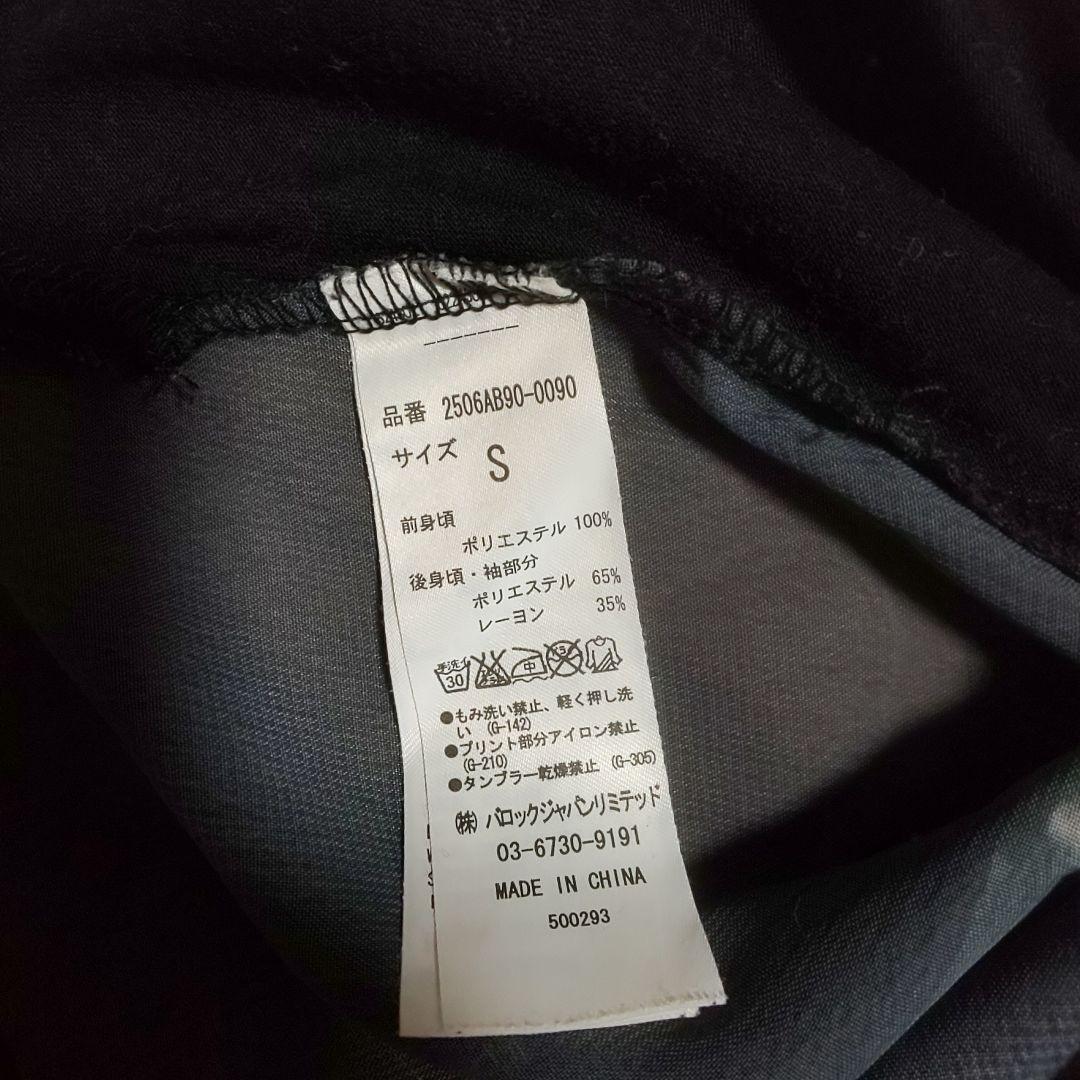 品番 2506AB90-0090
サイズ S
前身頃
ポリエステル 100%
後身頃・袖部分
ポリエステル 65%
レーヨン 35%
手洗イ 30 中
●もみ洗い禁止、軽く押し洗
い (G-142)
●プリント部分アイロン禁止
(G-210)
●タンブラー乾燥禁止 (G-305)
㈱ バロックジャパンリミテッド
03-6730-9191
MADE IN CHINA
500293